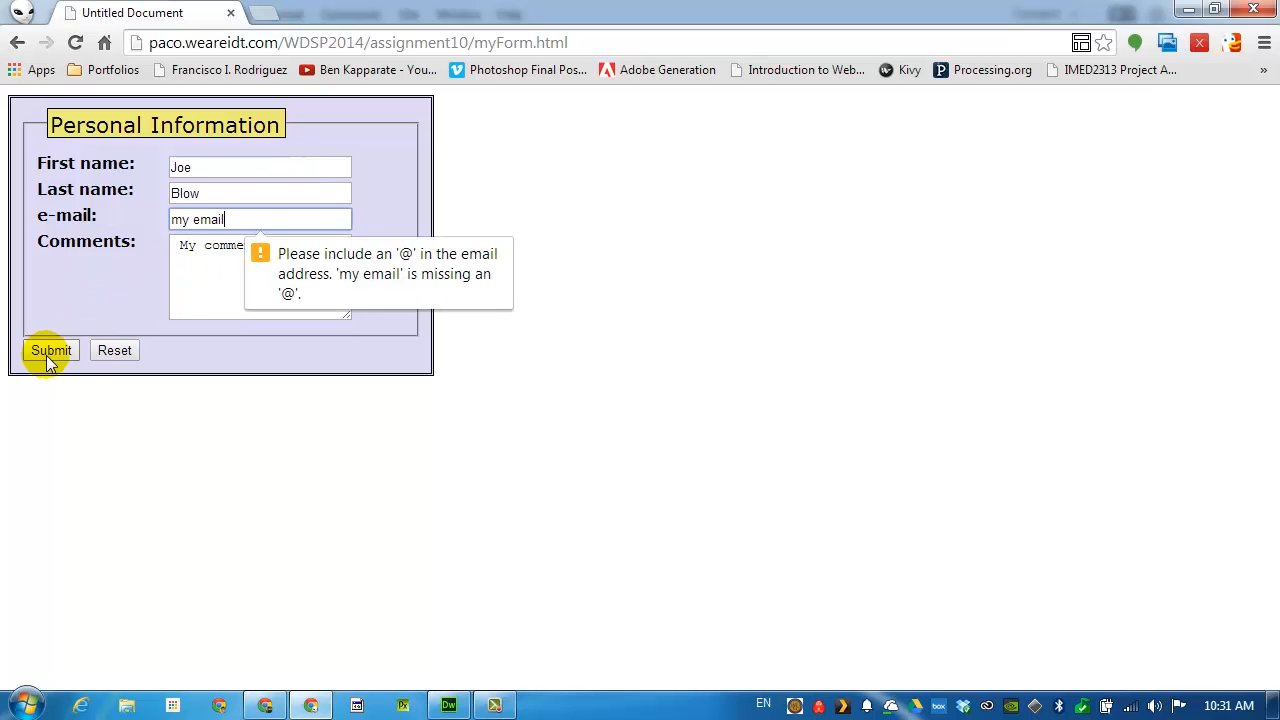 Untitled Document
paco.weareidt.com/WDSP2014/assignment10/myForm.html
Apps Portfolios Francisco I. Rodriguez Ben Kapparate - You... Photoshop Final Pos... Adobe Generation Introduction to Web... Kivy Processing.org IMED2313 Project A... »
Personal Information
First name: Joe
Last name: Blow
e-mail: my email
Comments: My comme
Please include an '@' in the email
address. 'my email' is missing an
'@'.
Submit Reset
Dw EN box 10:31 AM